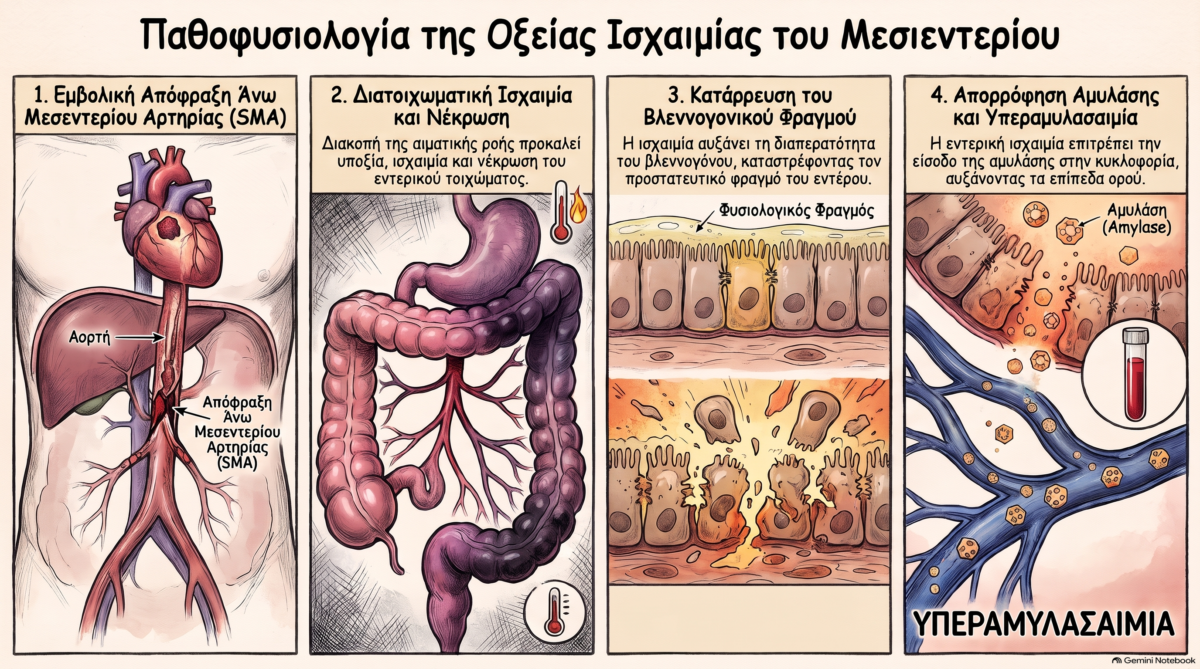 Παθοφυσιολογία της Οξείας Ισχαιμίας του Μεσιεντερίου
1. Εμβολική Απόφραξη Άνω
Μεσεντερίου Αρτηρίας (SMA)
Αορτή
Απόφραξη
Άνω
Μεσεντερίου
Αρτηρίας
(SMA)
2. Διατοιχωματική Ισχαιμία
και Νέκρωση
Διακοπή της αιματικής ροής προκαλεί
υποξία, ισχαιμία και νέκρωση του
εντερικού τοιχώματος.
3. Κατάρρευση του
Βλεννογονικού Φραγμού
Η ισχαιμία αυξάνει τη διαπερατότητα
του βλεννογόνου, καταστρέφοντας τον
προστατευτικό φραγμό του εντέρου.
Φυσιολογικός Φραγμός
4. Απορρόφηση Αμυλάσης
και Υπεραμυλασαιμία
Η εντερική ισχαιμία επιτρέπει την
είσοδο της αμυλάσης στην κυκλοφορία,
αυξάνοντας τα επίπεδα ορού.
Αμυλάση
(Amylase)
ΥΠΕΡΑΜΥΛΑΣΑΙΜΙΑ
Gemini Notebook